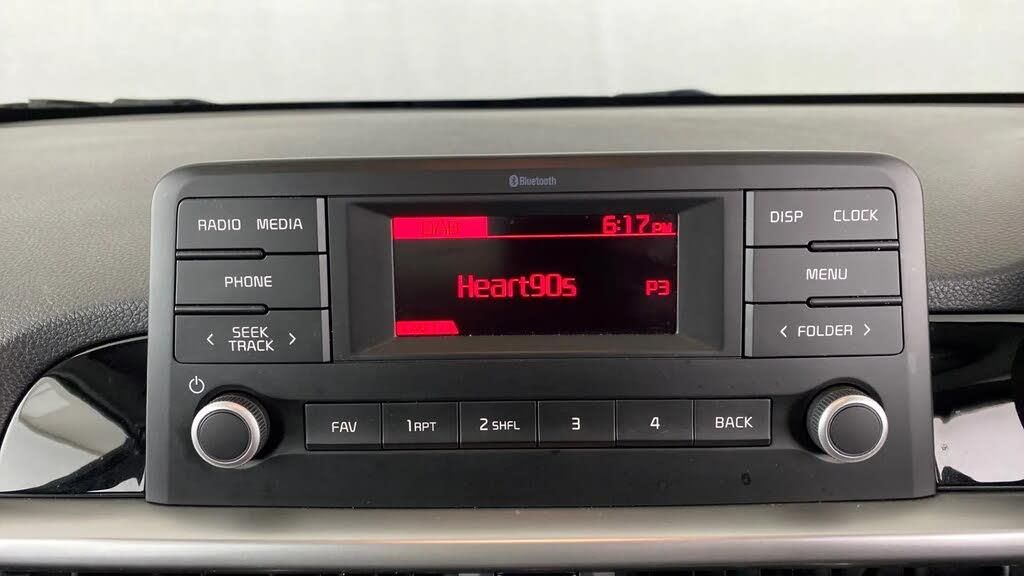 Bluetooth
RADIO MEDIA
DAB
6:17 PM
DISP CLOCK
PHONE
Heart90s
P3
MENU
< SEEK TRACK >
< FOLDER >
FAV
1 RPT
2 SHFL
3
4
BACK